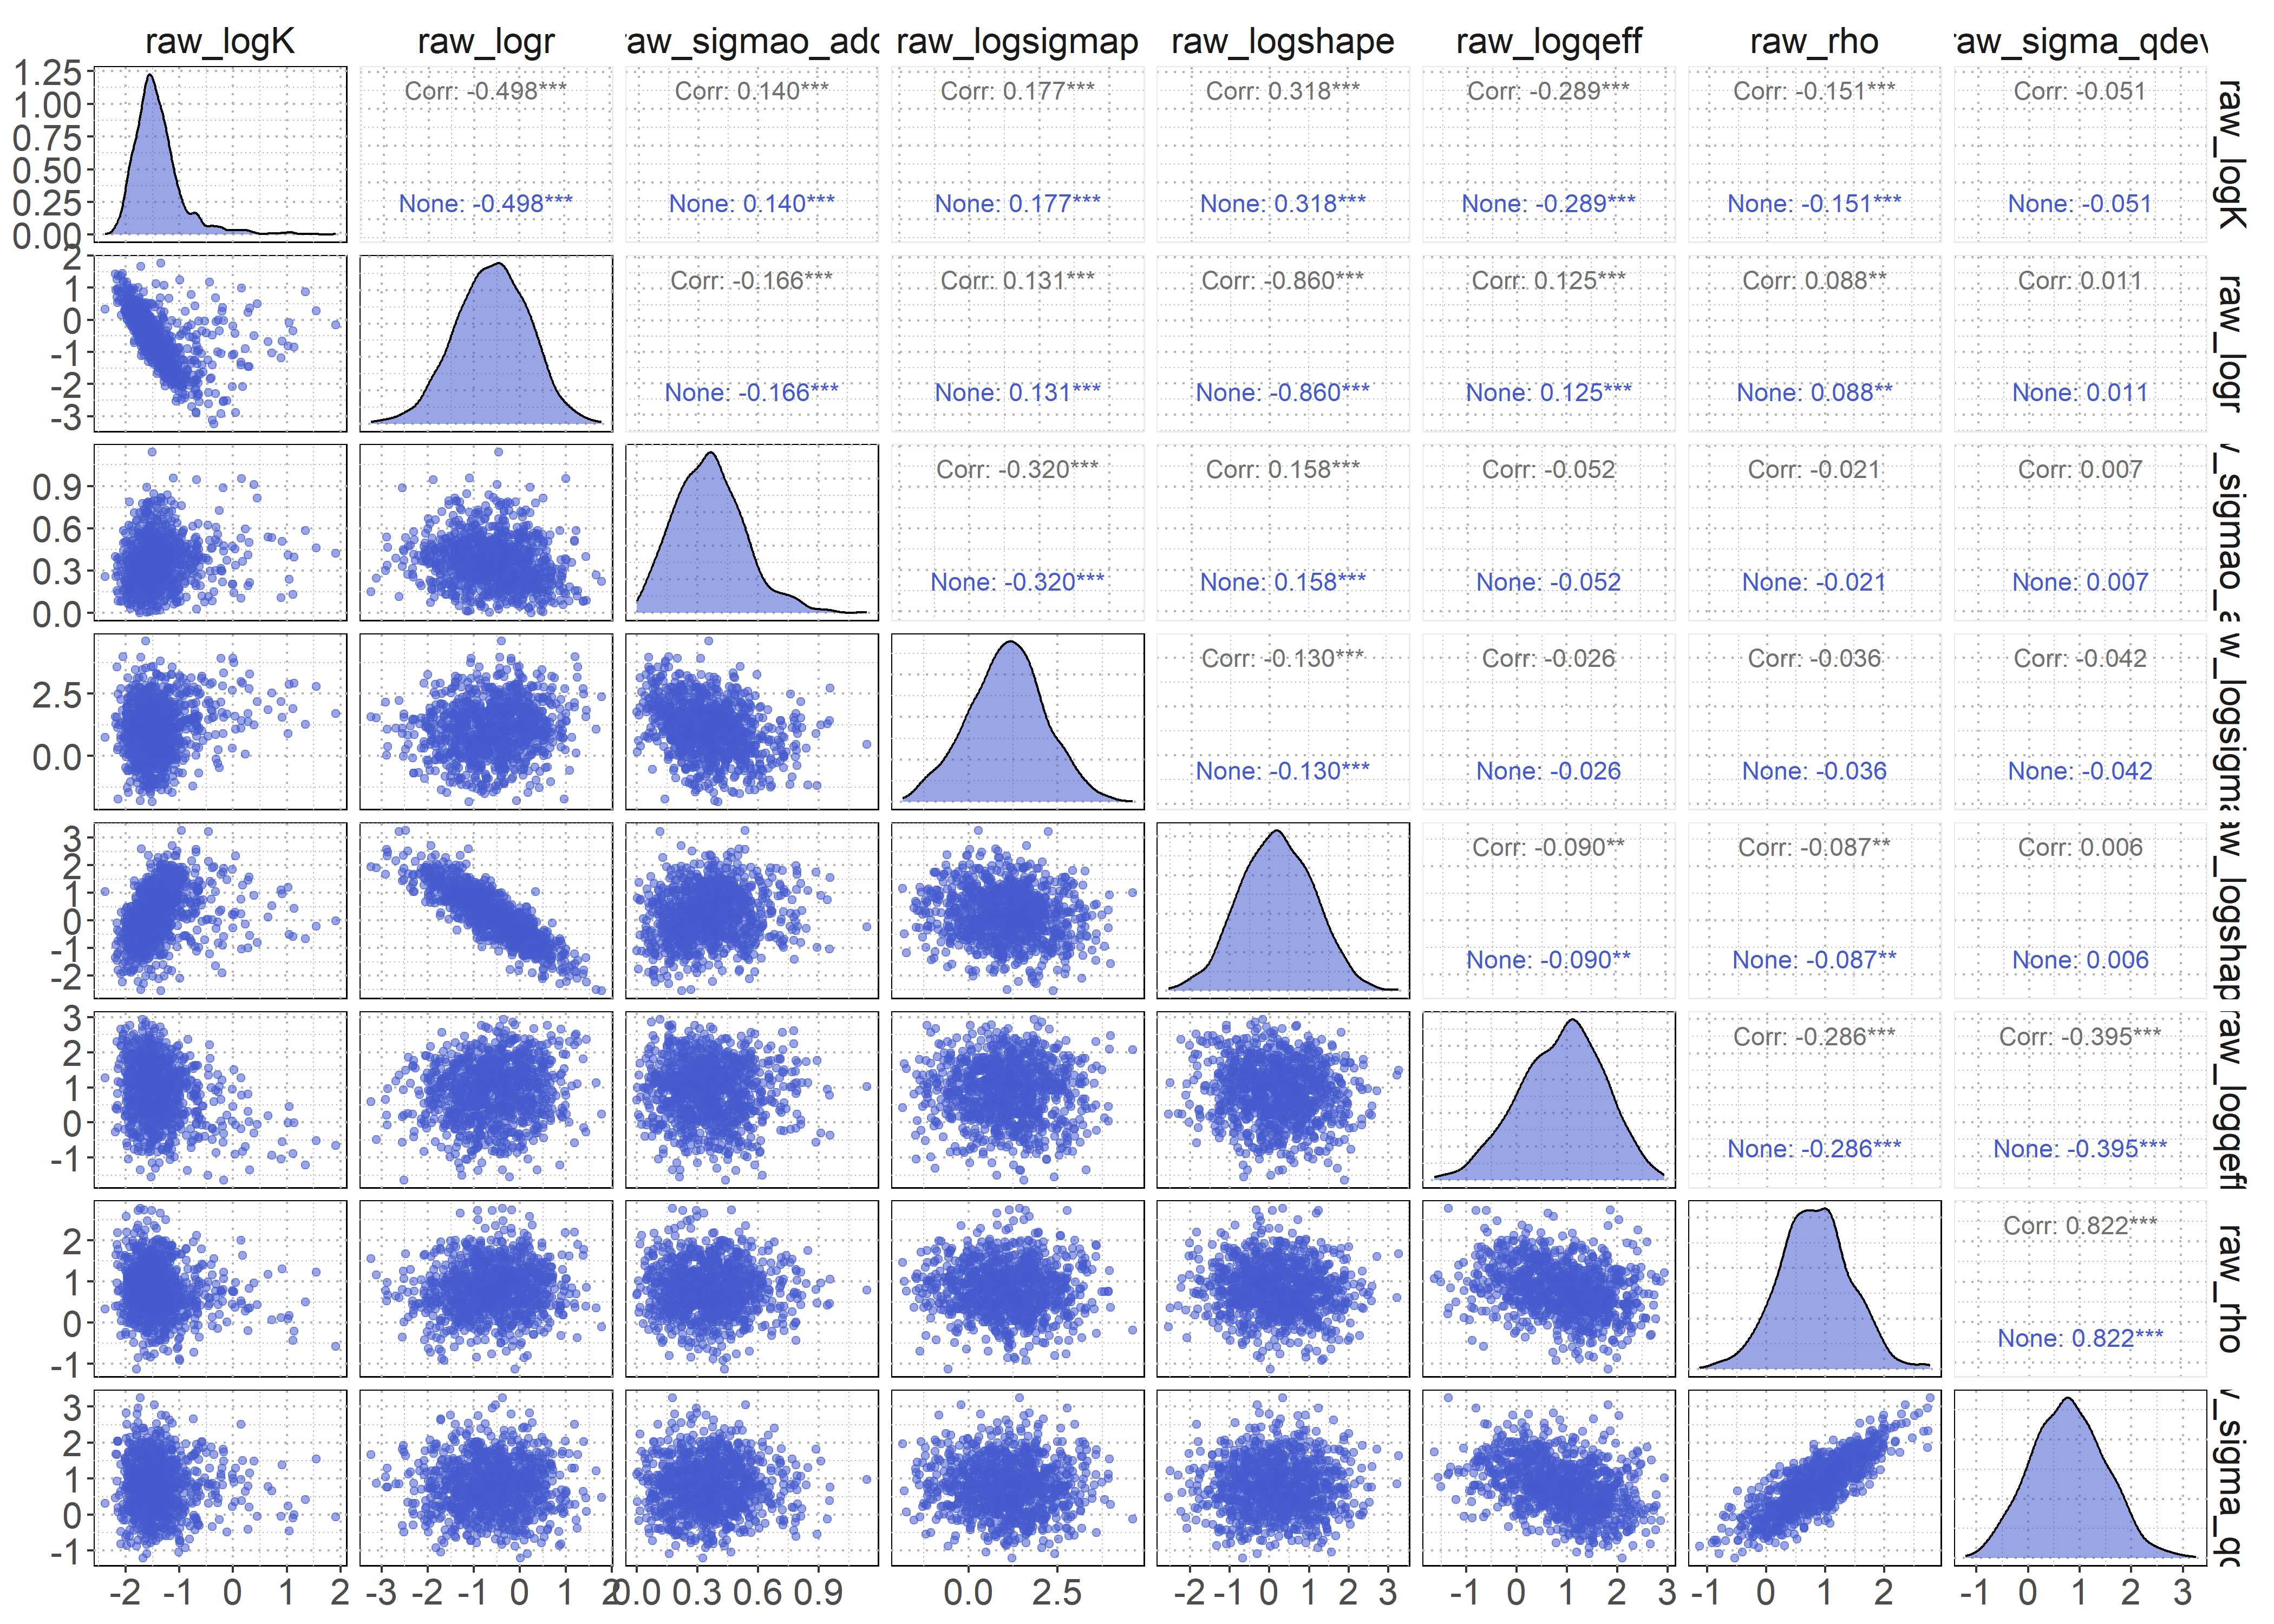 raw_logK raw_logr raw_sigmao_add raw_logsigmap raw_logshape raw_logqeff raw_rho raw_sigma_qdev
1.25
1.00
0.75
0.50
0.25
0.00
Corr: -0.498*** Corr: 0.140*** Corr: 0.177*** Corr: 0.318*** Corr: -0.289*** Corr: -0.151*** Corr: -0.051
None: -0.498*** None: 0.140*** None: 0.177*** None: 0.318*** None: -0.289*** None: -0.151*** None: -0.051
raw_logK
2
1
0
-1
-2
-3
Corr: -0.166*** Corr: 0.131*** Corr: -0.860*** Corr: 0.125*** Corr: 0.088** Corr: 0.011
None: -0.166*** None: 0.131*** None: -0.860*** None: 0.125*** None: 0.088** None: 0.011
raw_logr
0.9
0.6
0.3
0.0
Corr: -0.320*** Corr: 0.158*** Corr: -0.052 Corr: -0.021 Corr: 0.007
None: -0.320*** None: 0.158*** None: -0.052 None: -0.021 None: 0.007
_sigmao_
2.5
0.0
Corr: -0.130*** Corr: -0.026 Corr: -0.036 Corr: -0.042
None: -0.130*** None: -0.026 None: -0.036 None: -0.042
w_logsigma
3
2
1
0
-1
-2
Corr: -0.090** Corr: -0.087** Corr: 0.006
None: -0.090** None: -0.087** None: 0.006
aw_logshap
3
2
1
0
-1
Corr: -0.286*** Corr: -0.395***
None: -0.286*** None: -0.395***
raw_logqeff
2
1
0
-1
Corr: 0.822***
None: 0.822***
raw_rho
3
2
1
0
-1
_sigma_qd
-2 -1 0 1 2 -3 -2 -1 0 1 2 0.0 0.3 0.6 0.9 0.0 2.5 -2 -1 0 1 2 3 -1 0 1 2 3 -1 0 1 2 -1 0 1 2 3